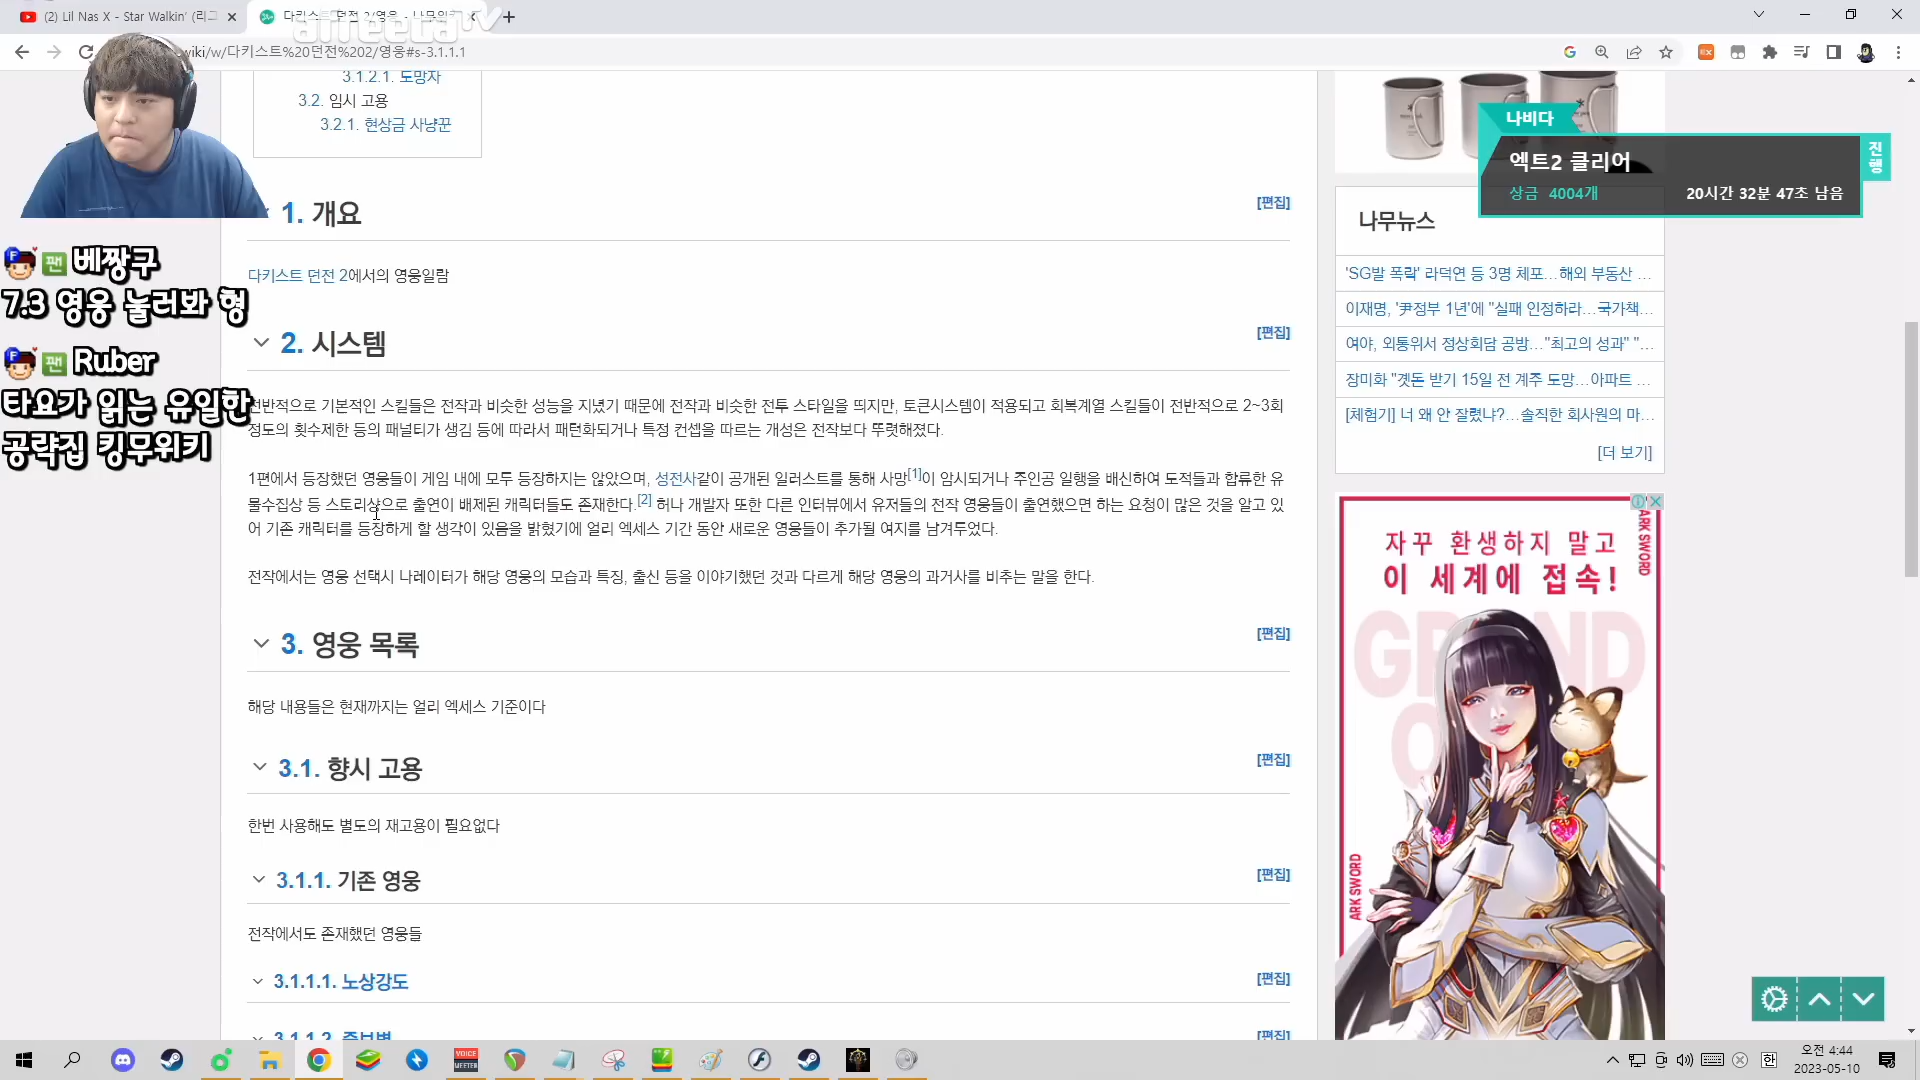 (2) Lil Nas X - Star Walkin' (리그
다키스트 던전 2/영웅 - 나무위키
afreecaTV
wiki/w/다키스트%20던전%202/영웅#s-3.1.1.1
3.1.2.1. 도망자
3.2. 임시 고용
3.2.1. 현상금 사냥꾼
나비다
엑트2 클리어
진행
상금 4004개
20시간 32분 47초 남음
1. 개요
[편집]
다키스트 던전 2에서의 영웅일람
팬 베짱구
7.3 영웅 눌러봐 형
팬 Ruber
타요가 읽는 유일한
공략집 킹무위키
2. 시스템
[편집]
전반적으로 기본적인 스킬들은 전작과 비슷한 성능을 지녔기 때문에 전작과 비슷한 전투 스타일을 띄지만, 토큰시스템이 적용되고 회복계열 스킬들이 전반적으로 2~3회
정도의 횟수제한 등의 패널티가 생김 등에 따라서 패턴화되거나 특정 컨셉을 따르는 개성은 전작보다 뚜렷해졌다.
1편에서 등장했던 영웅들이 게임 내에 모두 등장하지는 않았으며, 성전사같이 공개된 일러스트를 통해 사망[1]이 암시되거나 주인공 일행을 배신하여 도적들과 합류한 유
물수집상 등 스토리상으로 출연이 배제된 캐릭터들도 존재한다.[2] 허나 개발자 또한 다른 인터뷰에서 유저들의 전작 영웅들이 출연했으면 하는 요청이 많은 것을 알고 있
어 기존 캐릭터를 등장하게 할 생각이 있음을 밝혔기에 얼리 엑세스 기간 동안 새로운 영웅들이 추가될 여지를 남겨두었다.
전작에서는 영웅 선택시 나레이터가 해당 영웅의 모습과 특징, 출신 등을 이야기했던 것과 다르게 해당 영웅의 과거사를 비추는 말을 한다.
3. 영웅 목록
[편집]
해당 내용들은 현재까지는 얼리 엑세스 기준이다
3.1. 향시 고용
[편집]
한번 사용해도 별도의 재고용이 필요없다
3.1.1. 기존 영웅
[편집]
전작에서도 존재했던 영웅들
3.1.1.1. 노상강도
[편집]
3.1.1.2.
[편집]
나무뉴스
'SG발 폭락' 라덕연 등 3명 체포…해외 부동산 ...
이재명, '尹정부 1년'에 "실패 인정하라…국가책...
여야, 외통위서 정상회담 공방…"최고의 성과" "...
장미화 "곗돈 받기 15일 전 계주 도망…아파트 ...
[체험기] 너 왜 안 잘렸냐?…솔직한 회사원의 마...
[더 보기]
자꾸 환생하지 말고
이 세계에 접속!
ARK SWORD
GRAND
ARK SWORD
VOICE
MEETER
한
오전 4:44
2023-05-10